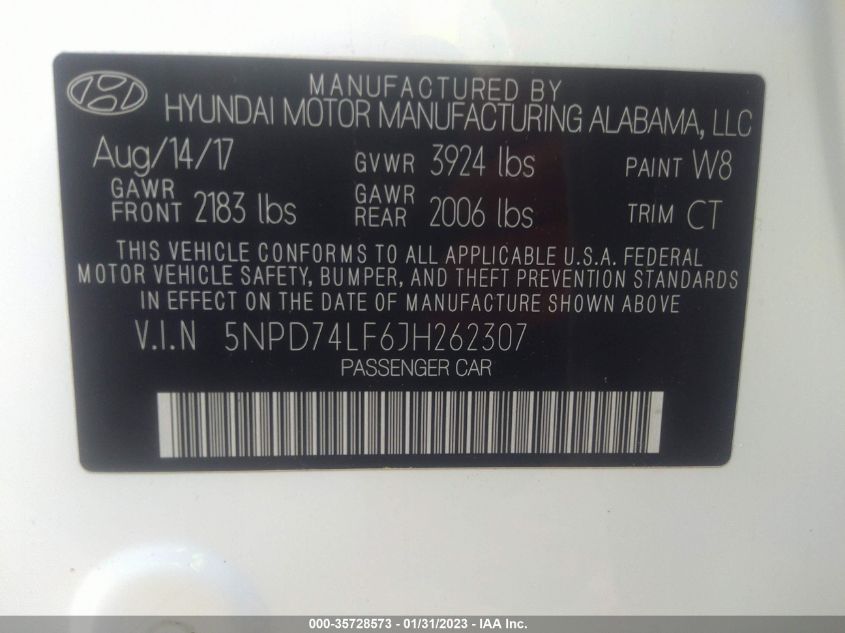 MANUFACTURED BY
HYUNDAI MOTOR MANUFACTURING ALABAMA, LLC
Aug/14/17 GVWR 3924 lbs PAINT W8
GAWR FRONT 2183 lbs GAWR REAR 2006 lbs TRIM CT
THIS VEHICLE CONFORMS TO ALL APPLICABLE U.S.A. FEDERAL
MOTOR VEHICLE SAFETY, BUMPER, AND THEFT PREVENTION STANDARDS
IN EFFECT ON THE DATE OF MANUFACTURE SHOWN ABOVE
V.I.N 5NPD74LF6JH262307
PASSENGER CAR
000-35728573 - 01/31/2023 - IAA Inc.